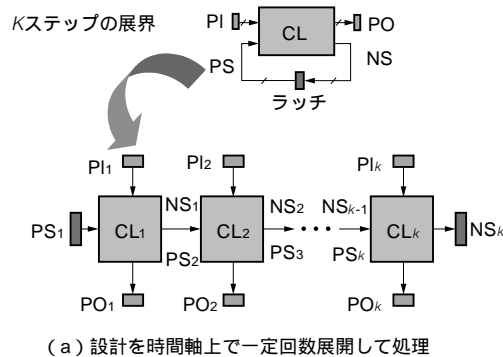 Kステップの展界
PI
CL
PO
PS
NS
ラッチ
PI1
PI2
PIk
PS1
CL1
NS1
PS2
CL2
NS2
PS3
NSk-1
PSk
CLk
NSk
PO1
PO2
POk
(a)設計を時間軸上で一定回数展開して処理